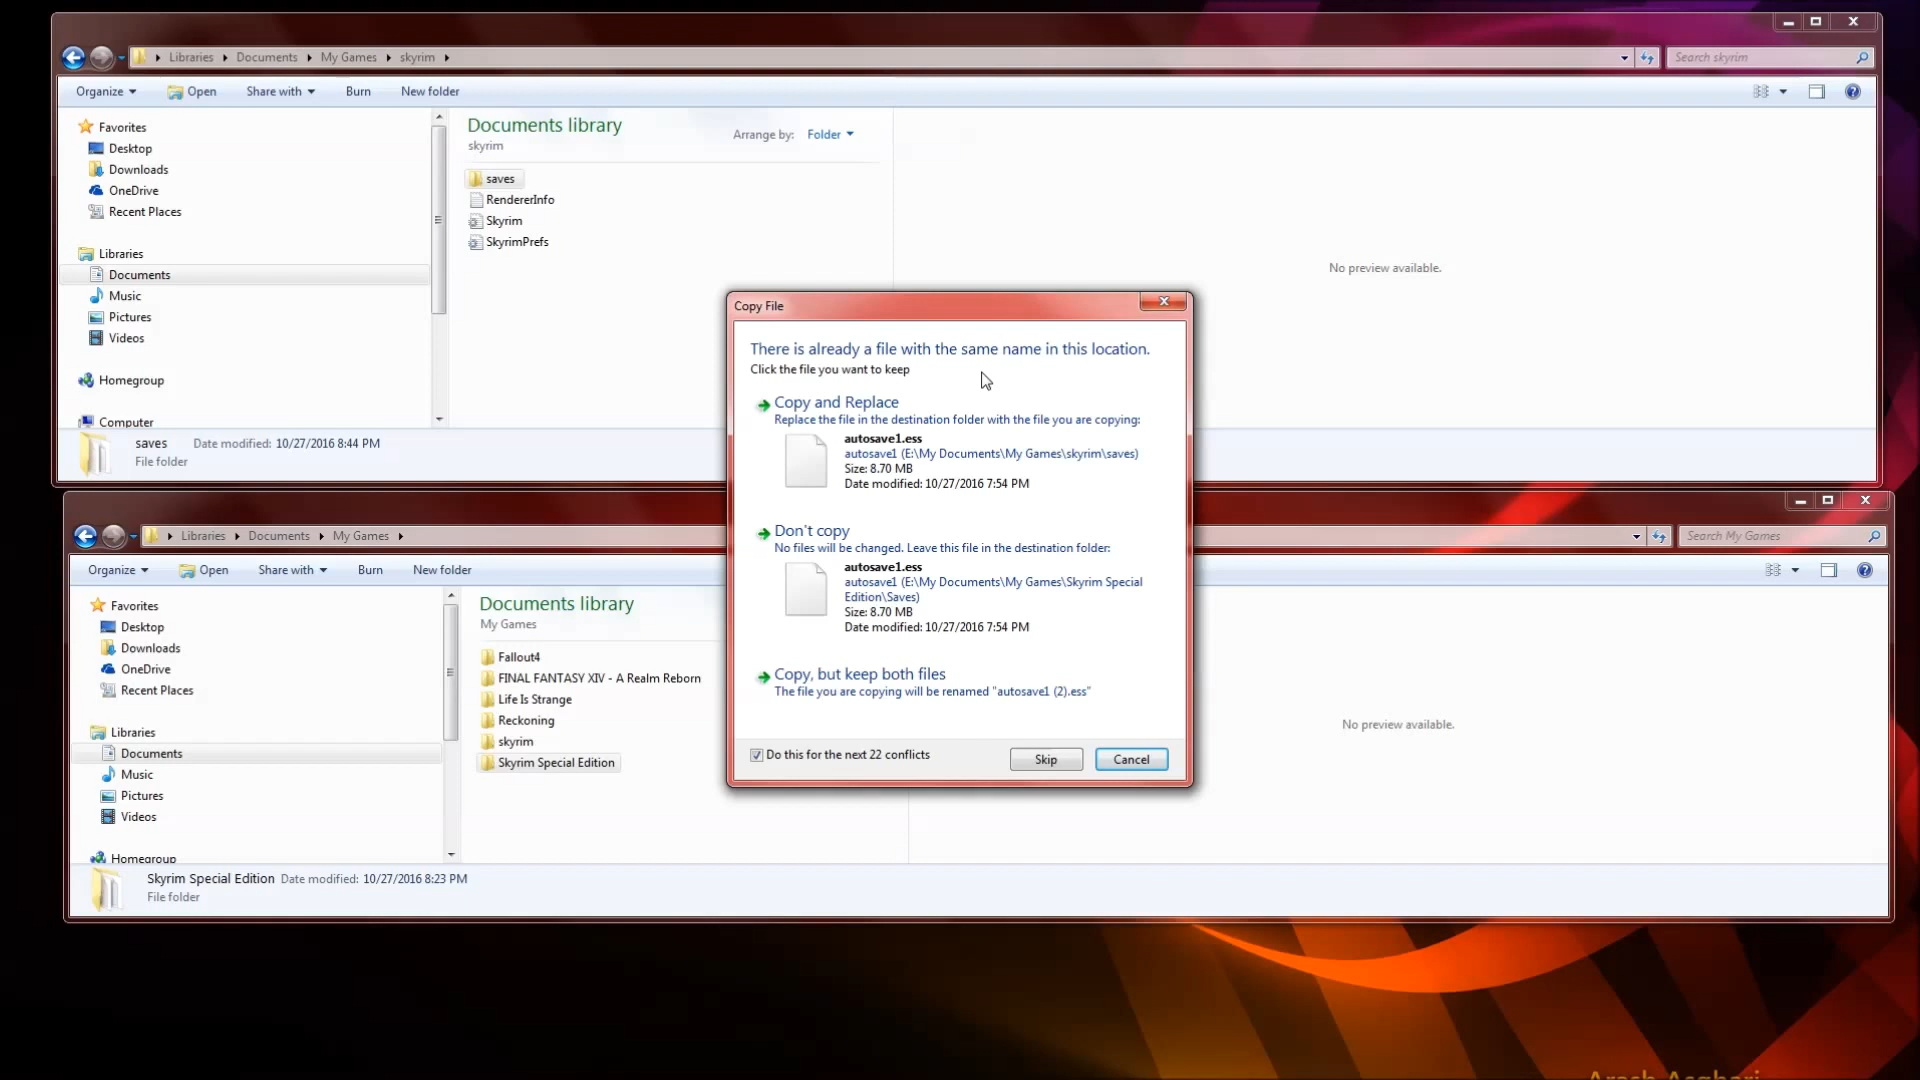 Libraries Documents My Games skyrim
Search skyrim
Organize Open Share with Burn New folder
Favorites
Desktop
Downloads
OneDrive
Recent Places
Libraries
Documents
Music
Pictures
Videos
Homegroup
Computer
Documents library
skyrim
Arrange by: Folder
saves
RendererInfo
Skyrim
SkyrimPrefs
No preview available.
saves Date modified: 10/27/2016 8:44 PM
File folder
Copy File
There is already a file with the same name in this location.
Click the file you want to keep
Copy and Replace
Replace the file in the destination folder with the file you are copying:
autosave1.ess
autosave1 (E:\My Documents\My Games\skyrim\saves)
Size: 8.70 MB
Date modified: 10/27/2016 7:54 PM
Don't copy
No files will be changed. Leave this file in the destination folder:
autosave1.ess
autosave1 (E:\My Documents\My Games\Skyrim Special
Edition\Saves)
Size: 8.70 MB
Date modified: 10/27/2016 7:54 PM
Copy, but keep both files
The file you are copying will be renamed "autosave1 (2).ess"
Do this for the next 22 conflicts
Skip
Cancel
Libraries Documents My Games
Search My Games
Organize Open Share with Burn New folder
Favorites
Desktop
Downloads
OneDrive
Recent Places
Libraries
Documents
Music
Pictures
Videos
Homegroup
Documents library
My Games
Fallout4
FINAL FANTASY XIV - A Realm Reborn
Life Is Strange
Reckoning
skyrim
Skyrim Special Edition
No preview available.
Skyrim Special Edition Date modified: 10/27/2016 8:23 PM
File folder